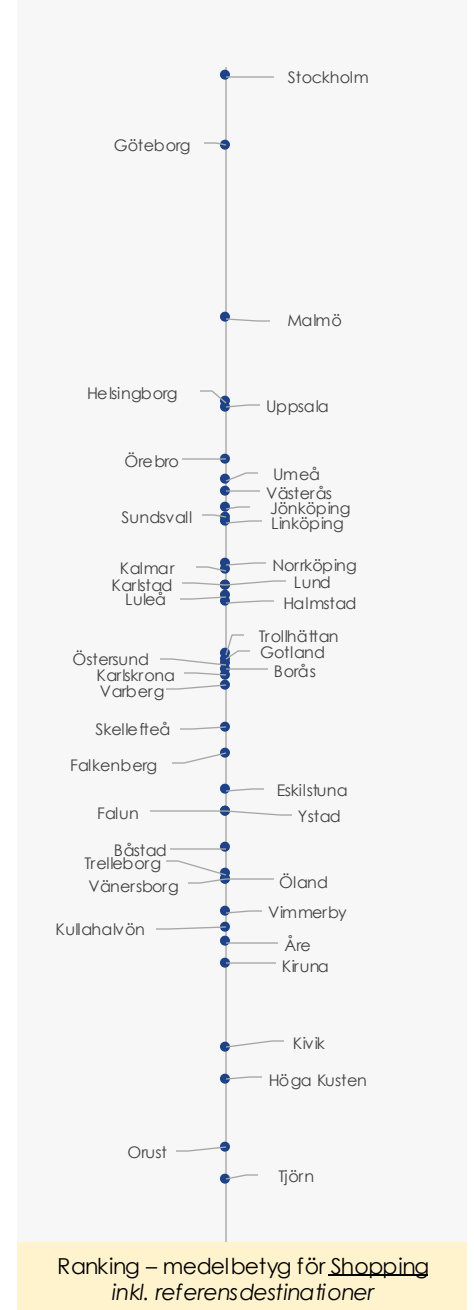 Stockholm
Göteborg
Malmö
Helsingborg
Uppsala
Örebro
Umeå
Västerås
Jönköping
Sundsvall
Linköping
Norrköping
Kalmar
Lund
Karlstad
Luleå
Halmstad
Trollhättan
Gotland
Östersund
Borås
Karlskrona
Varberg
Skellefteå
Falkenberg
Eskilstuna
Falun
Ystad
Båstad
Trelleborg
Öland
Vänersborg
Vimmerby
Kullahalvön
Åre
Kiruna
Kivik
Höga Kusten
Orust
Tjörn
Ranking – medelbetyg för Shopping
inkl. referensdestinationer